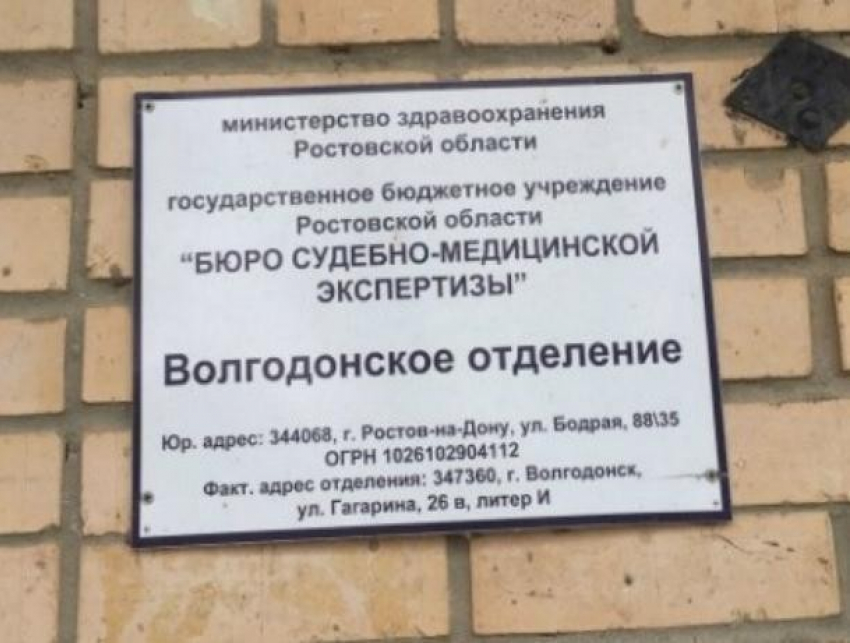 министерство здравоохранения
Ростовской области
государственное бюджетное учреждение
Ростовской области
"БЮРО СУДЕБНО-МЕДИЦИНСКОЙ
ЭКСПЕРТИЗЫ"
Волгодонское отделение
Юр. адрес: 344068, г. Ростов-на-Дону, ул. Бодрая, 88\35
ОГРН 1026102904112
Факт. адрес отделения: 347360, г. Волгодонск,
ул. Гагарина, 26 в, литер И